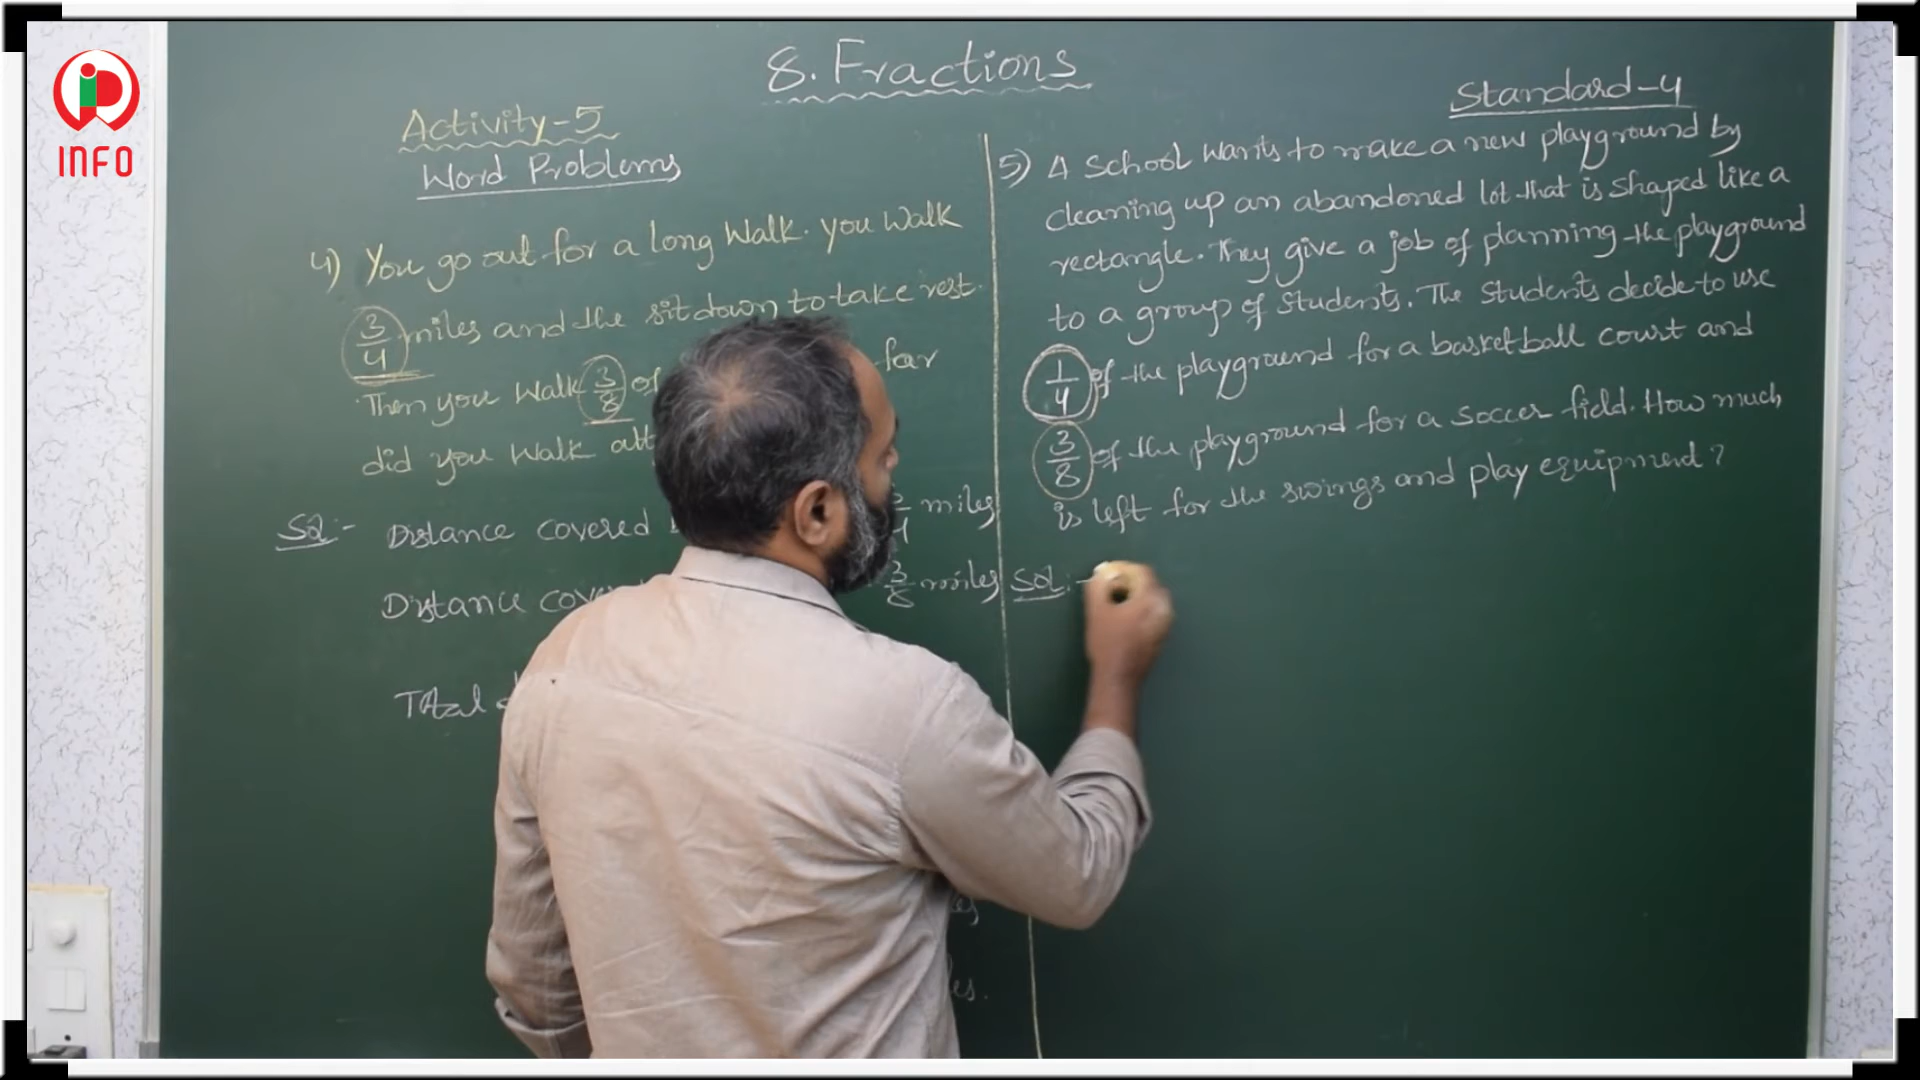 INFO
8. Fractions
Standard-4
Activity-5
Word Problems
4) You go out for a long Walk. You Walk
3/4 miles and the sit down to take rest.
Then you Walk 3/8 of far
did you Walk
Sol:- Distance covered miles
Distance 3/8 miles
Total
5) A School Wants to make a new playground by
cleaning up an abandoned lot that is shaped like a
rectangle. They give a job of planning the playground
to a group of Students. The Students decide to use
1/4 of the playground for a basketball court and
3/8 of the playground for a soccer field. How much
is left for the swings and play equipment?
Sol:-